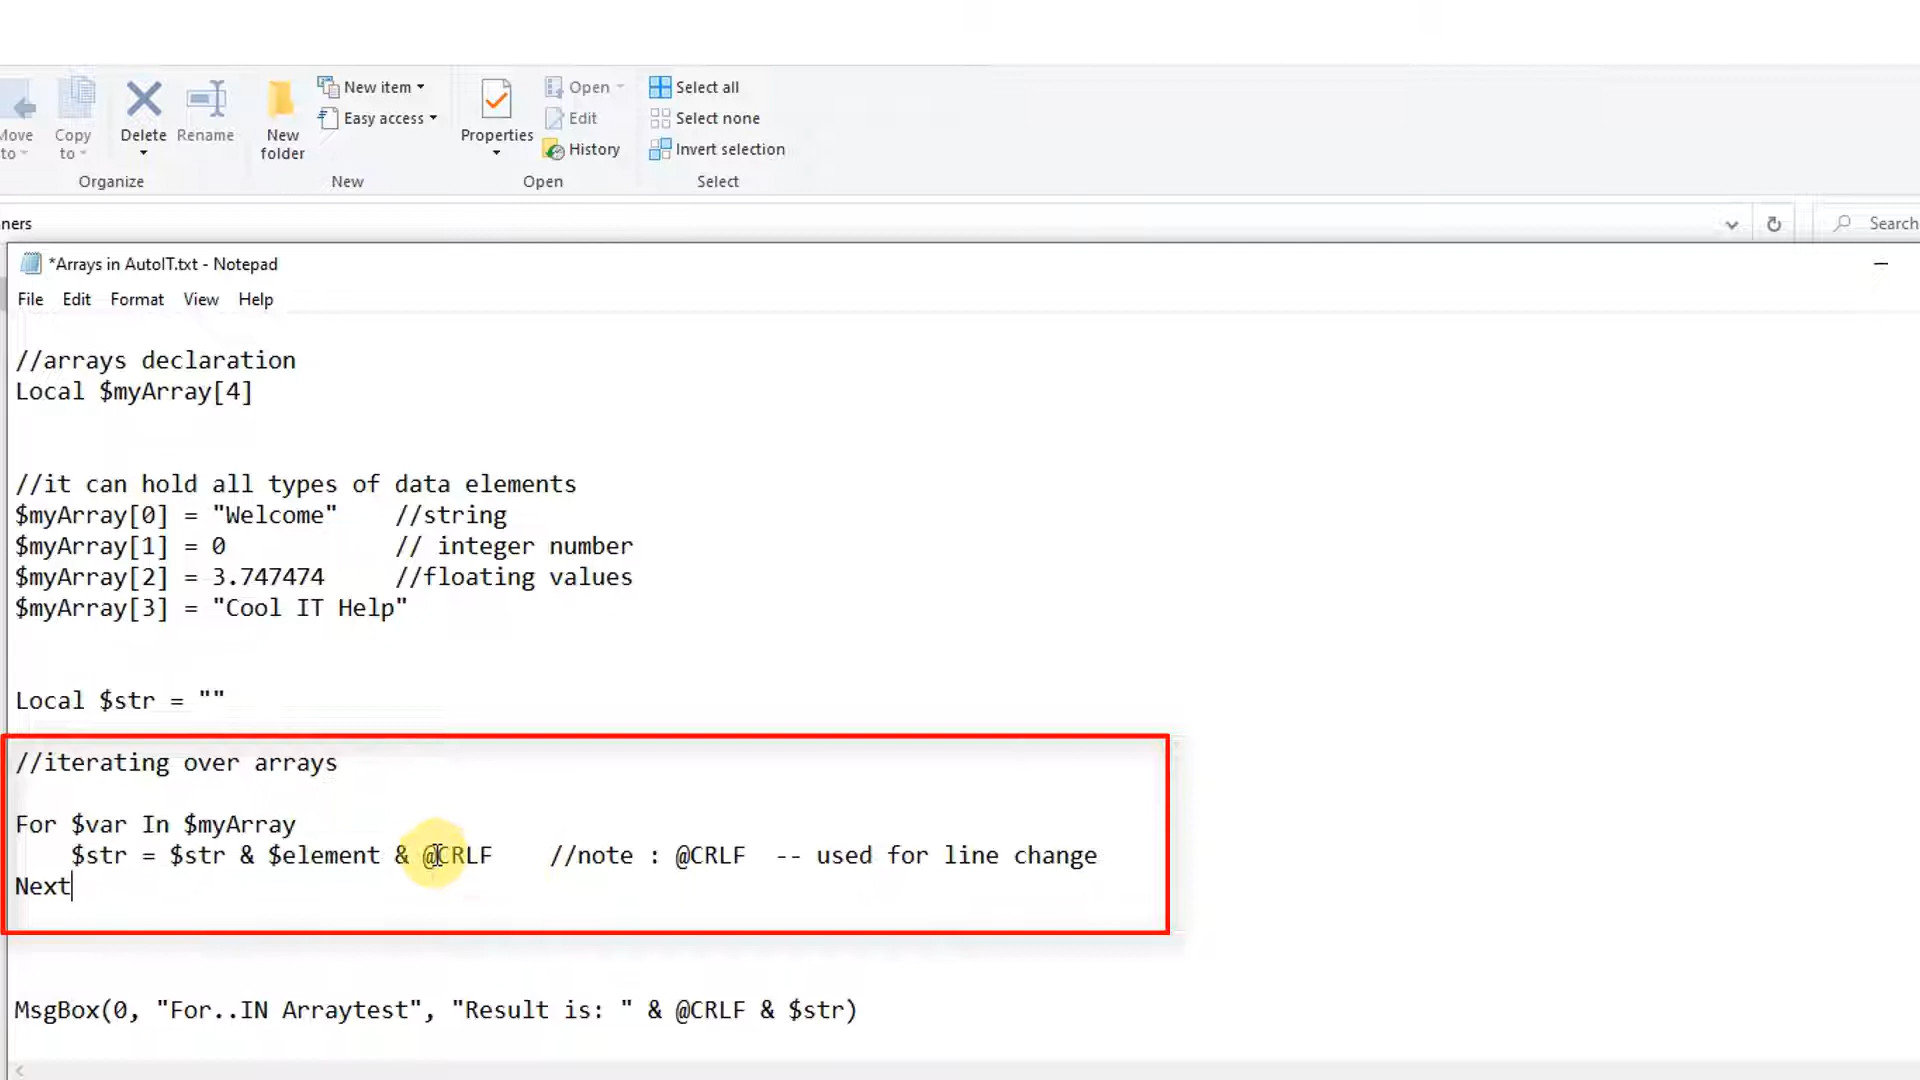 Move to
Copy to
Delete
Rename
New folder
New item
Easy access
Properties
Open
Edit
History
Select all
Select none
Invert selection
Organize
New
Open
Select
ners
Search
*Arrays in AutoIT.txt - Notepad
File Edit Format View Help
//arrays declaration
Local $myArray[4]
//it can hold all types of data elements
$myArray[0] = "Welcome"    //string
$myArray[1] = 0            // integer number
$myArray[2] = 3.747474     //floating values
$myArray[3] = "Cool IT Help"
Local $str = ""
//iterating over arrays
For $var In $myArray
    $str = $str & $element & @CRLF    //note : @CRLF  -- used for line change
Next
MsgBox(0, "For..IN Arraytest", "Result is: " & @CRLF & $str)